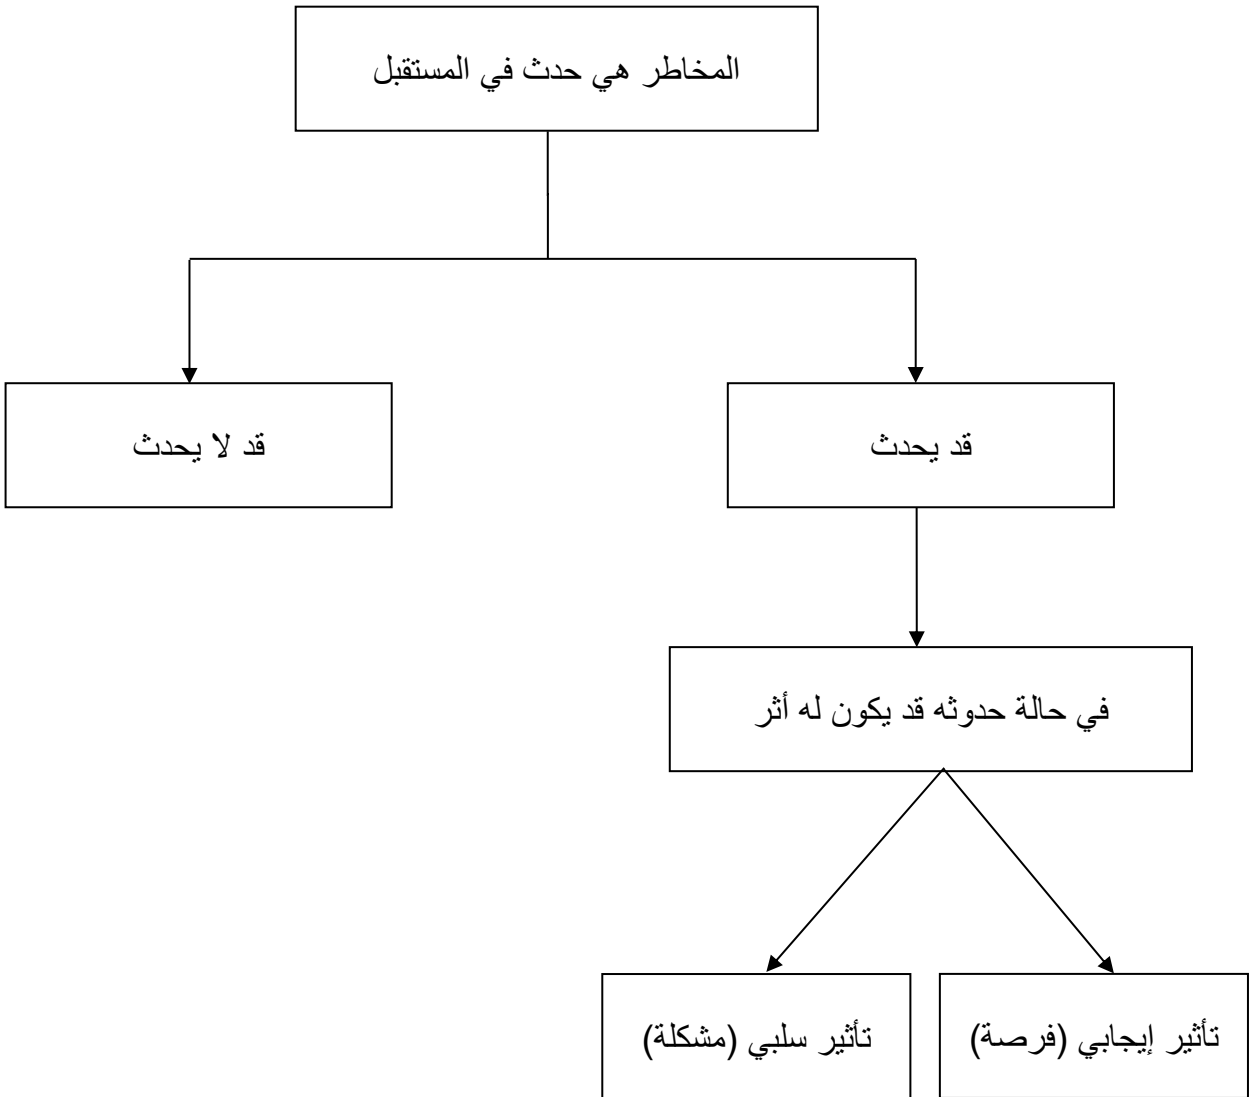 المخاطر هي حدث في المستقبل
قد يحدث
قد لا يحدث
في حالة حدوثه قد يكون له أثر
تأثير إيجابي (فرصة)
تأثير سلبي (مشكلة)